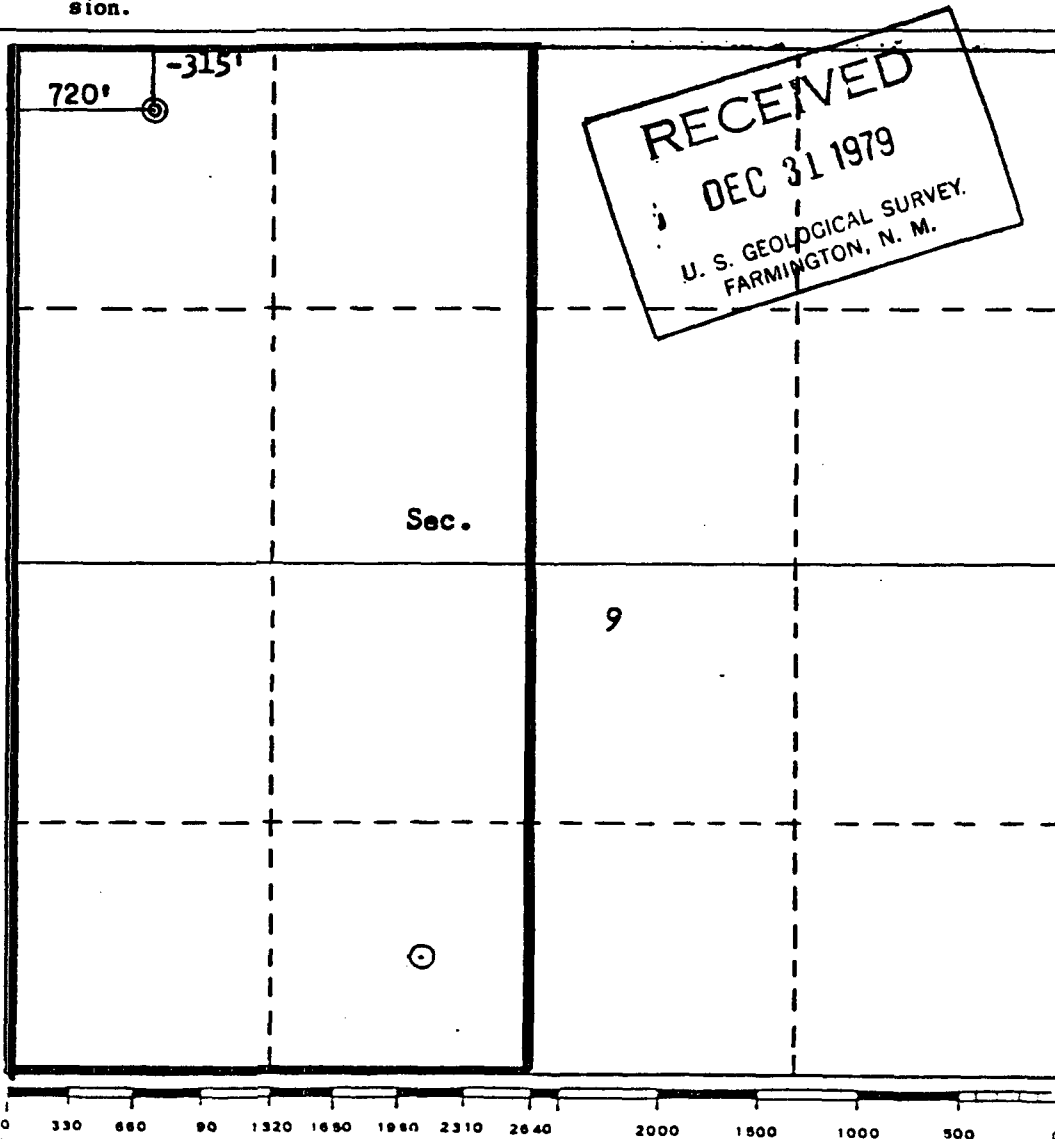 sion.
-315'
720'
RECEIVED
DEC 31 1979
U. S. GEOLOGICAL SURVEY.
FARMINGTON, N. M.
Sec.
9
0 330 660 90 1320 1650 1980 2310 2640 2000 1500 1000 500